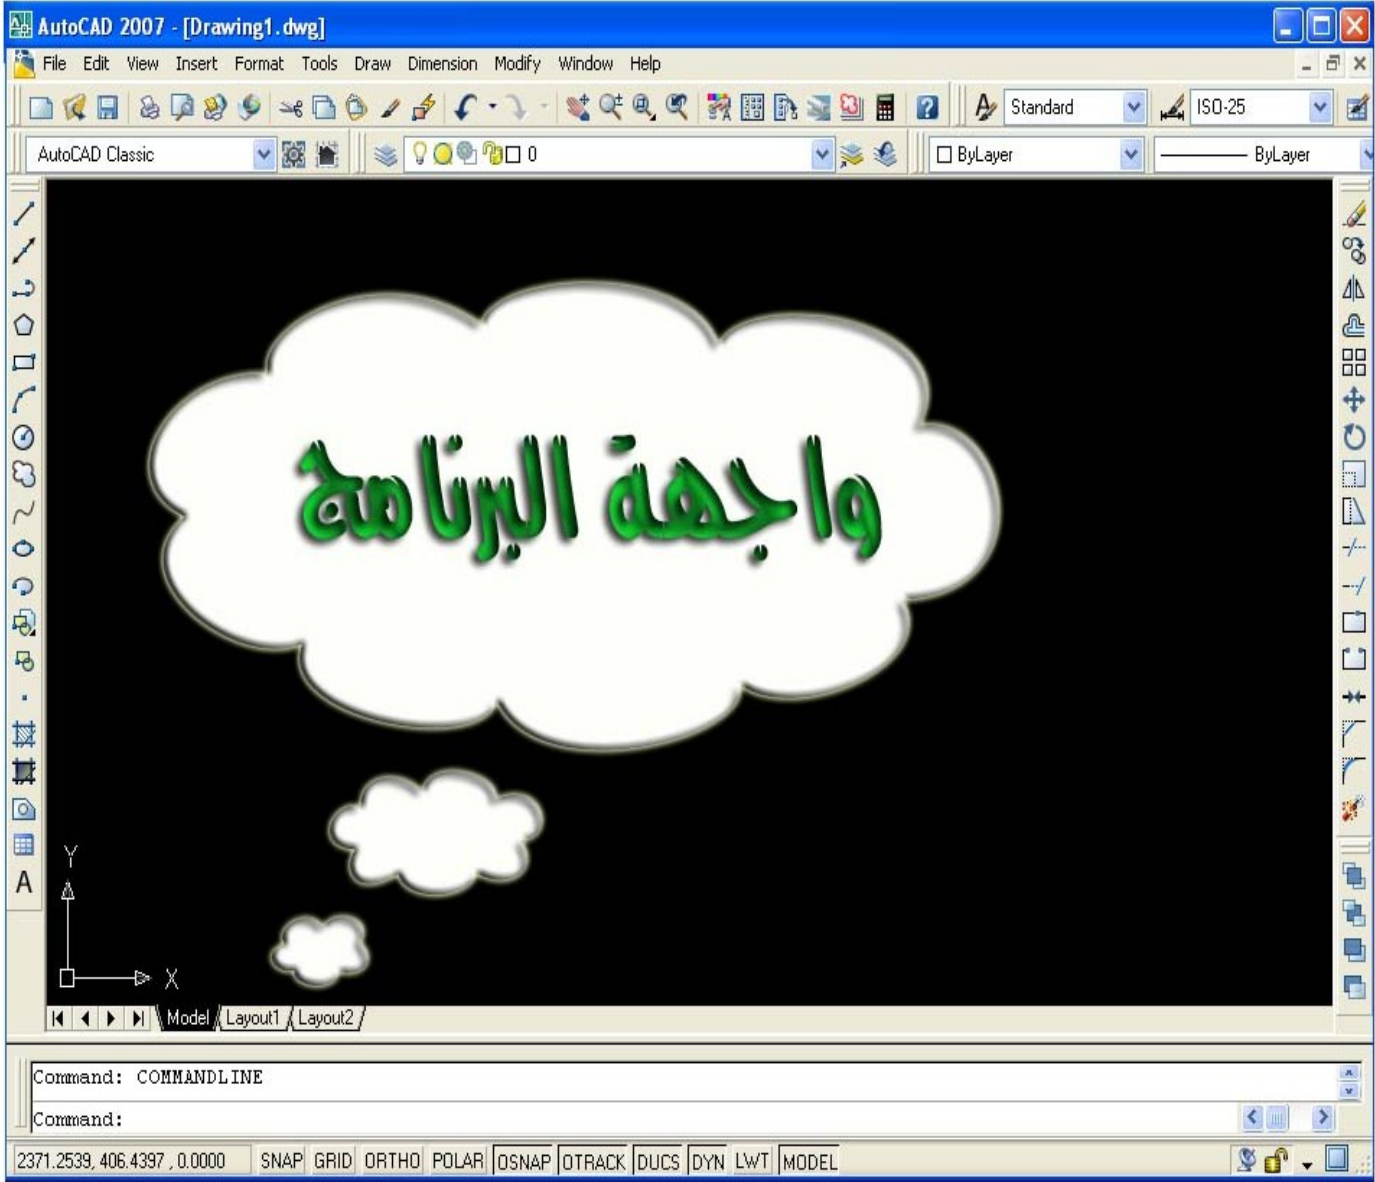 AutoCAD 2007 - [Drawing1.dwg]
File Edit View Insert Format Tools Draw Dimension Modify Window Help
Standard ISO-25
AutoCAD Classic 0 ByLayer ByLayer
واجهة البرنامج
Y
X
Model Layout1 Layout2
Command: COMMANDLINE
Command:
2371.2539, 406.4397 , 0.0000 SNAP GRID ORTHO POLAR OSNAP OTRACK DUCS DYN LWT MODEL